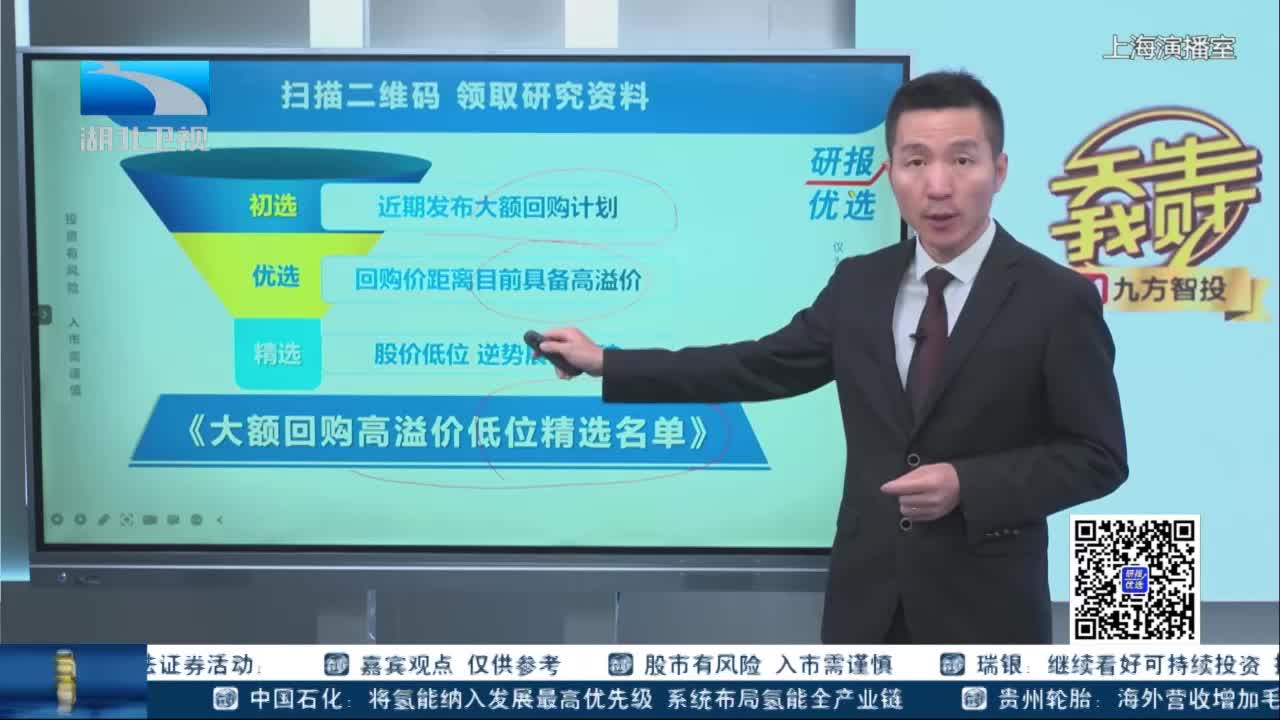 上海演播室
湖北卫视
扫描二维码 领取研究资料
研报
优选
初选
近期发布大额回购计划
优选
回购价距离目前具备高溢价
精选
股价低位 逆势
《大额回购高溢价低位精选名单》
投资有风险 入市需谨慎
天生我财
九方智投
研报
优选
证券活动
嘉宾观点 仅供参考
股市有风险 入市需谨慎
瑞银：继续看好可持续投资
中国石化：将氢能纳入发展最高优先级 系统布局氢能全产业链
贵州轮胎：海外营收增加毛